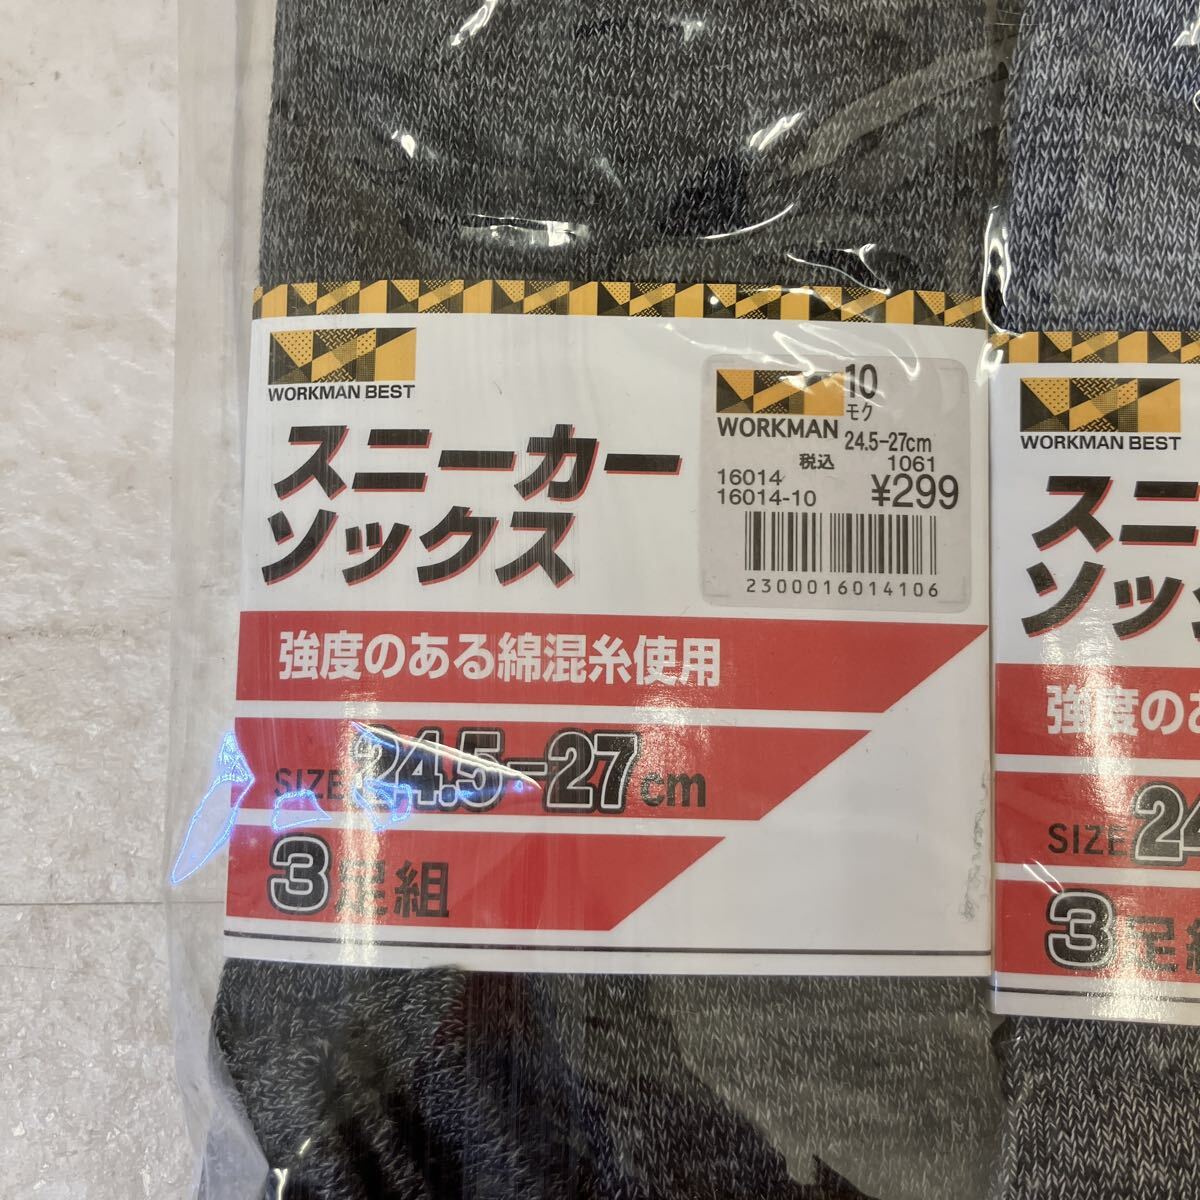 WORKMAN BEST
スニーカー
ソックス
WORKMAN
10
モク
24.5-27cm
税込 1061
16014
16014-10 ¥299
2300016014106
強度のある綿混糸使用
SIZE 24.5-27cm
3足組
WORKMAN BEST
スニ
ソッ
強度の
SIZE 24
3足組